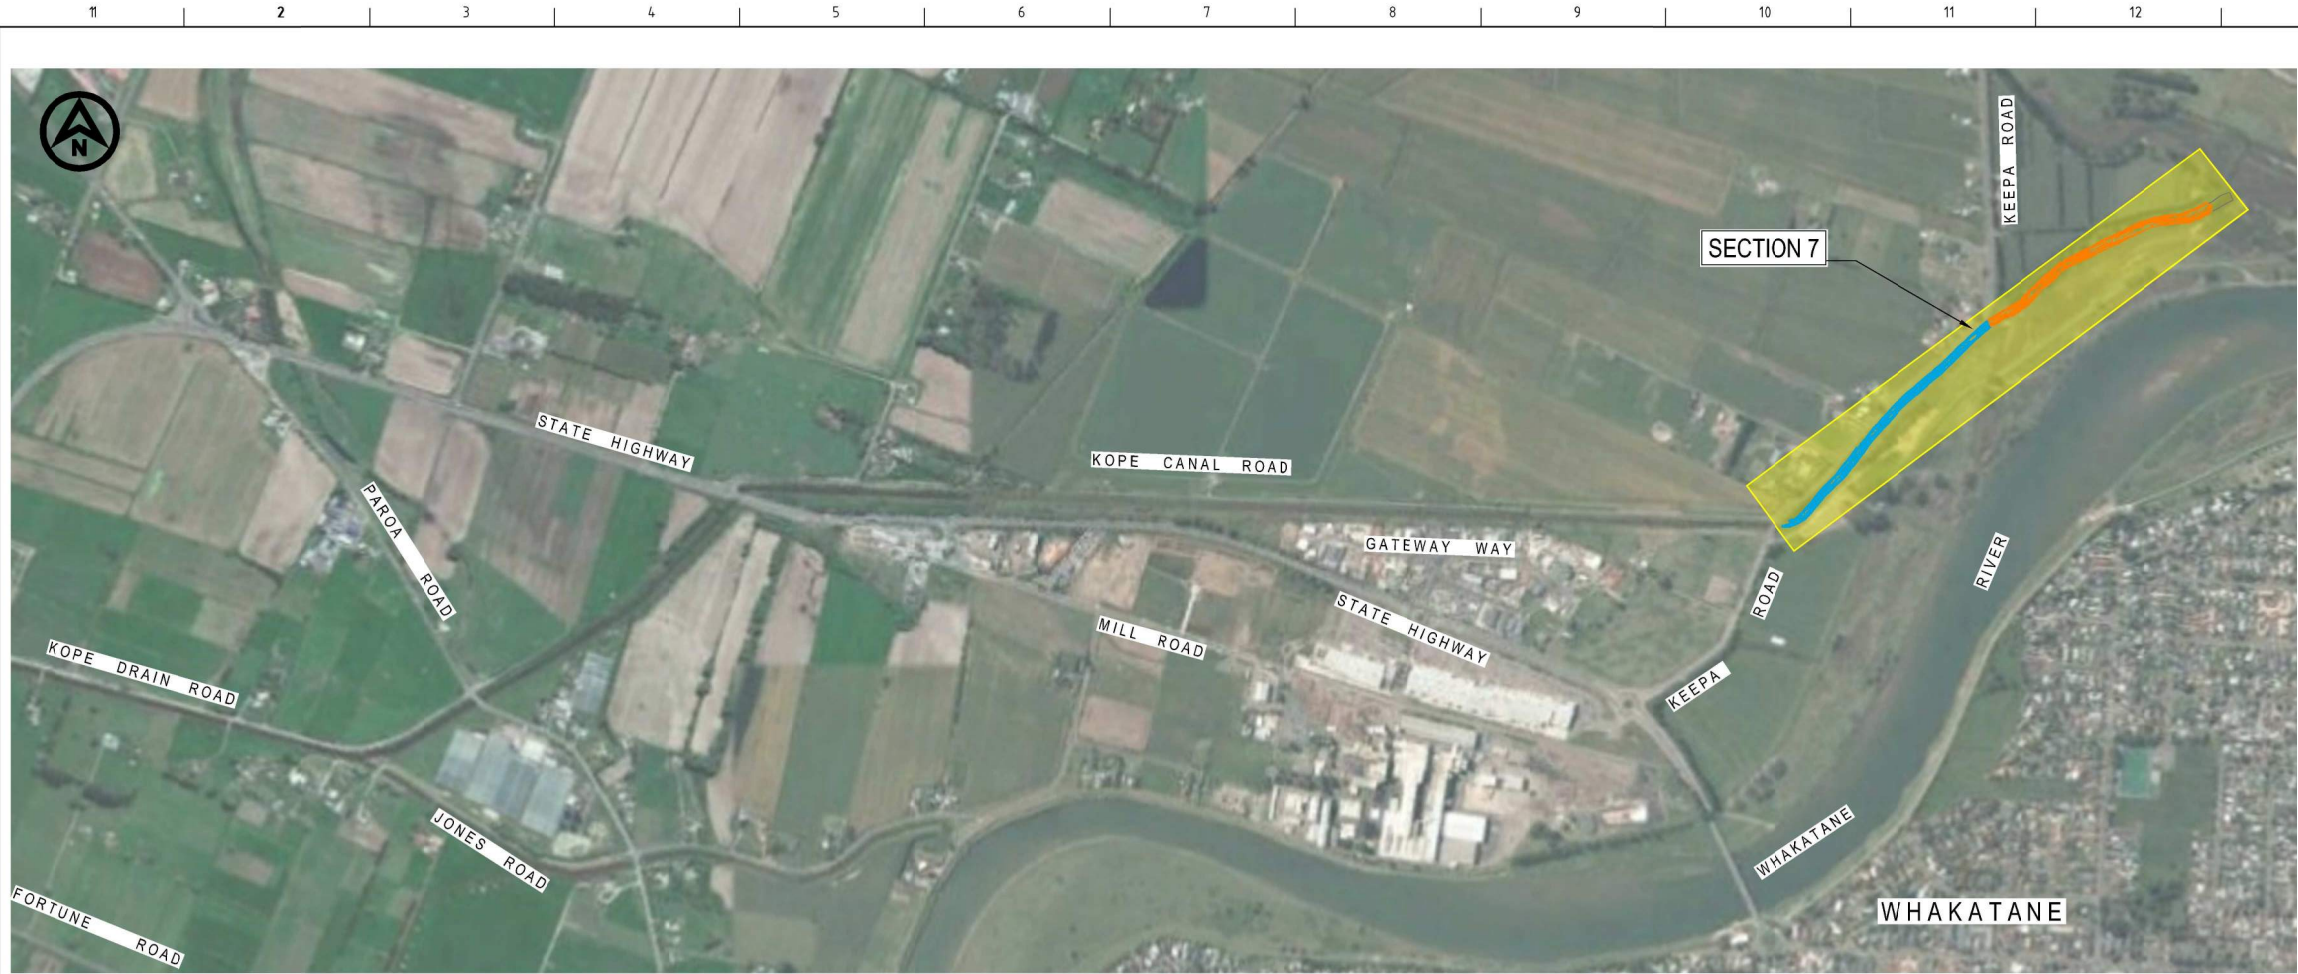 11 2 3 4 5 6 7 8 9 10 11 12
N
KEEPA ROAD
SECTION 7
STATE HIGHWAY
KOPE CANAL ROAD
PAROA ROAD
GATEWAY WAY
STATE HIGHWAY
MILL ROAD
KEEPA ROAD
RIVER
KOPE DRAIN ROAD
JONES ROAD
WHAKATANE
WHAKATANE
FORTUNE ROAD